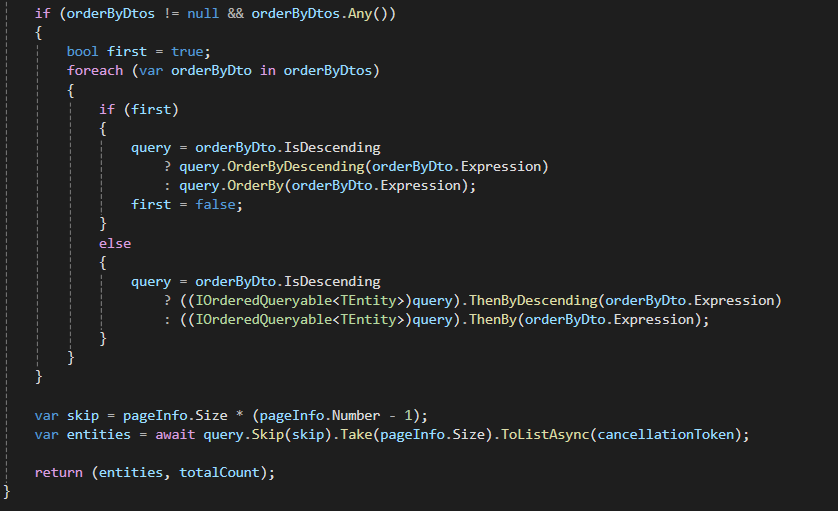 if (orderByDtos != null && orderByDtos.Any())
{
bool first = true;
foreach (var orderByDto in orderByDtos)
{
if (first)
{
query = orderByDto.IsDescending
? query.OrderByDescending(orderByDto.Expression)
: query.OrderBy(orderByDto.Expression);
first = false;
}
else
{
query = orderByDto.IsDescending
? ((IOrderedQueryable<TEntity>)query).ThenByDescending(orderByDto.Expression)
: ((IOrderedQueryable<TEntity>)query).ThenBy(orderByDto.Expression);
}
}
}
var skip = pageInfo.Size * (pageInfo.Number - 1);
var entities = await query.Skip(skip).Take(pageInfo.Size).ToListAsync(cancellationToken);
return (entities, totalCount);
}